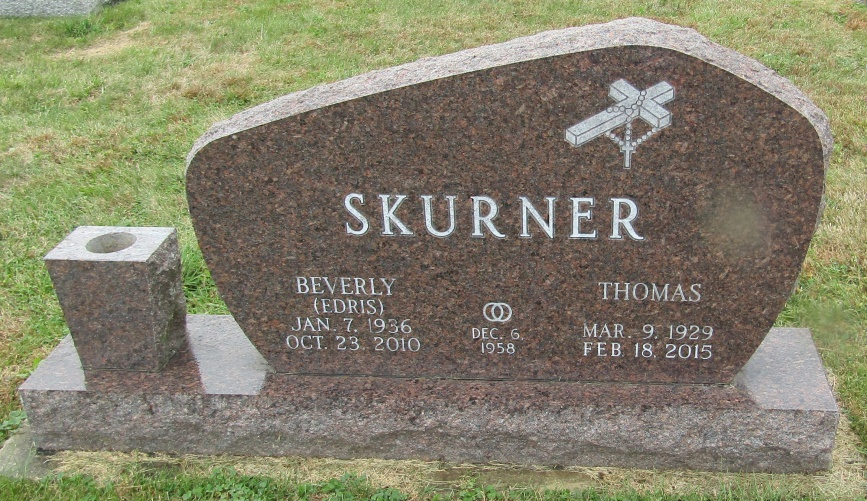 SKURNER
BEVERLY
(EDRIS)
JAN. 7, 1936
OCT. 23, 2010
DEC. 6,
1958
THOMAS
MAR. 9, 1929
FEB. 18, 2015